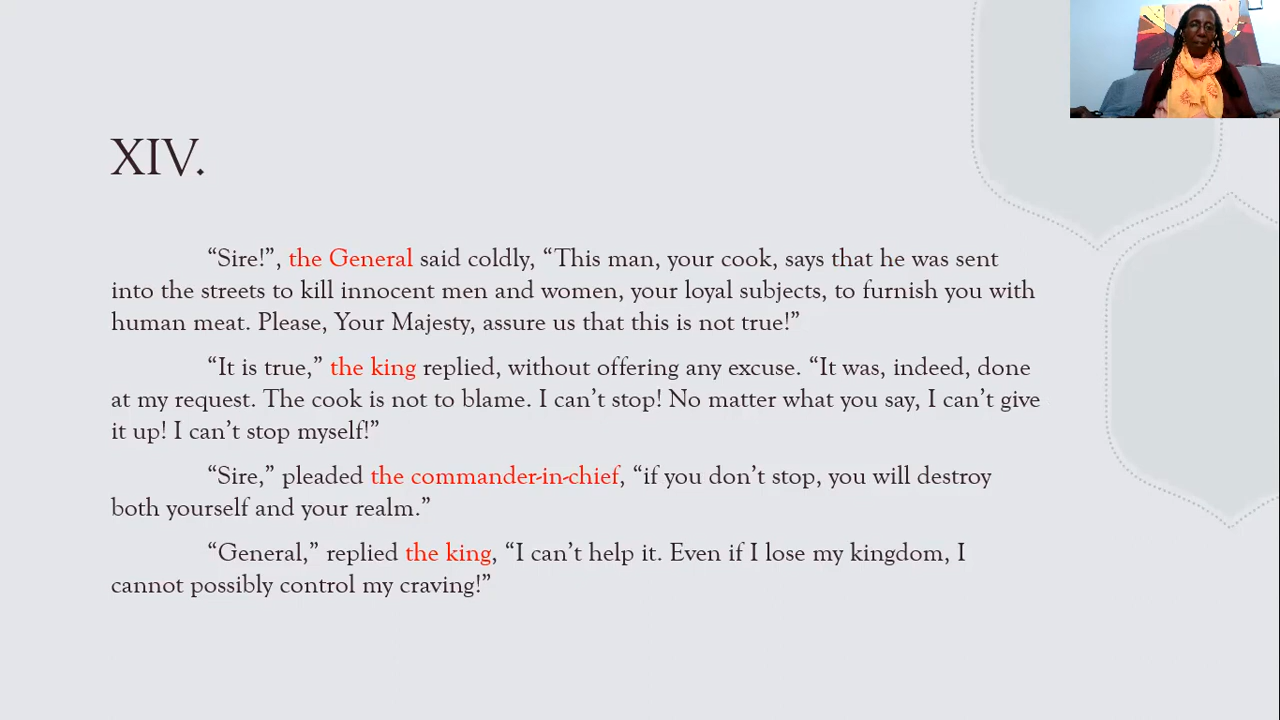 XIV.
“Sire!”, the General said coldly, “This man, your cook, says that he was sent
into the streets to kill innocent men and women, your loyal subjects, to furnish you with
human meat. Please, Your Majesty, assure us that this is not true!”
“It is true,” the king replied, without offering any excuse. “It was, indeed, done
at my request. The cook is not to blame. I can’t stop! No matter what you say, I can’t give
it up! I can’t stop myself!”
“Sire,” pleaded the commander-in-chief, “if you don’t stop, you will destroy
both yourself and your realm.”
“General,” replied the king, “I can’t help it. Even if I lose my kingdom, I
cannot possibly control my craving!”